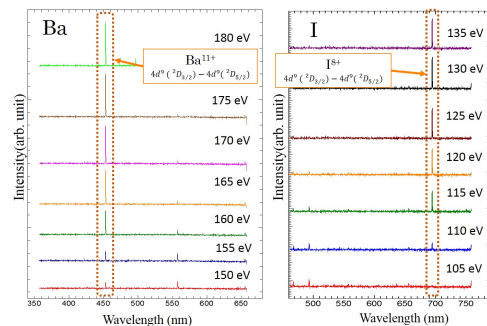 Ba
180 eV
Ba11+
4d⁹ ( ²D3/2) − 4d⁹( ²D5/2)
175 eV
170 eV
165 eV
160 eV
155 eV
150 eV
Intensity(arb. unit)
350 400 450 500 550 600 650
Wavelength (nm)
I
135 eV
I8+
4d⁹ ( ²D3/2) − 4d⁹( ²D5/2)
130 eV
125 eV
120 eV
115 eV
110 eV
105 eV
Intensity(arb. unit)
500 550 600 650 700 750
Wavelength (nm)